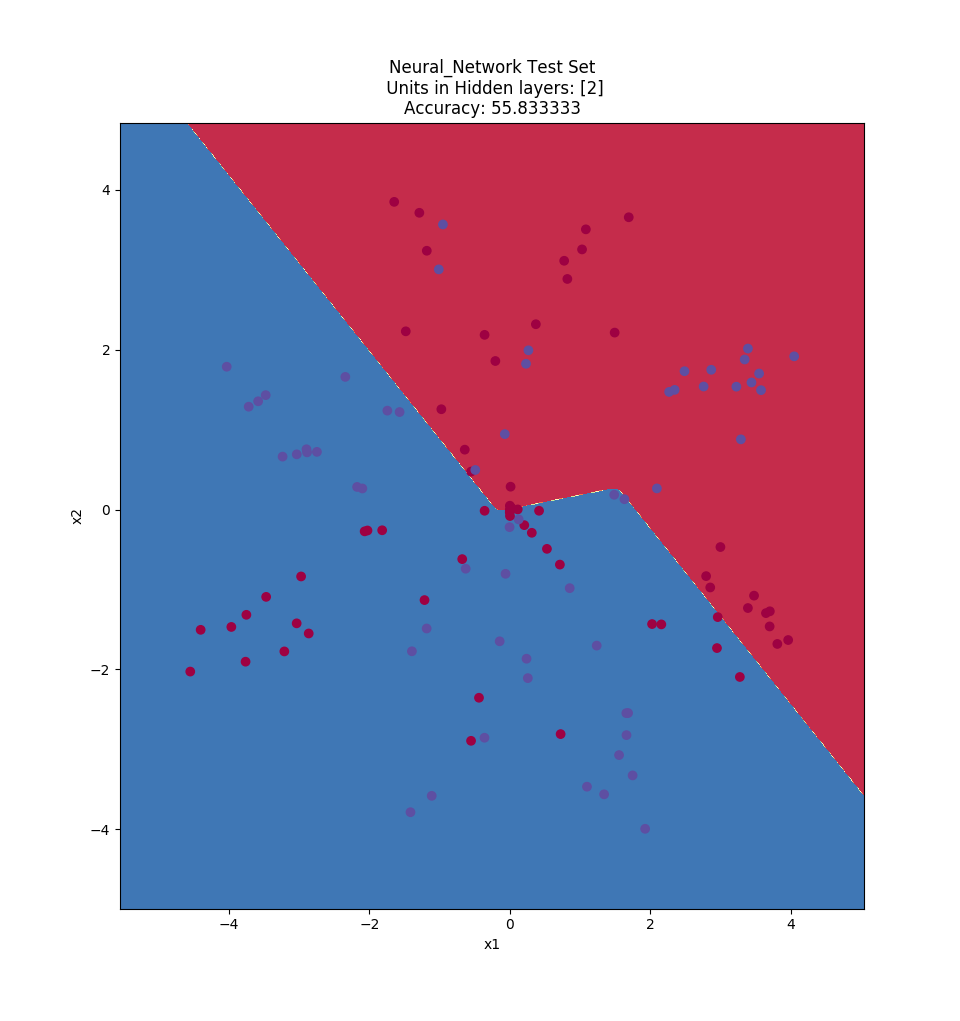 Neural_Network Test Set
Units in Hidden layers: [2]
Accuracy: 55.833333
4
2
0
−2
−4
x2
−4
−2
0
2
4
x1